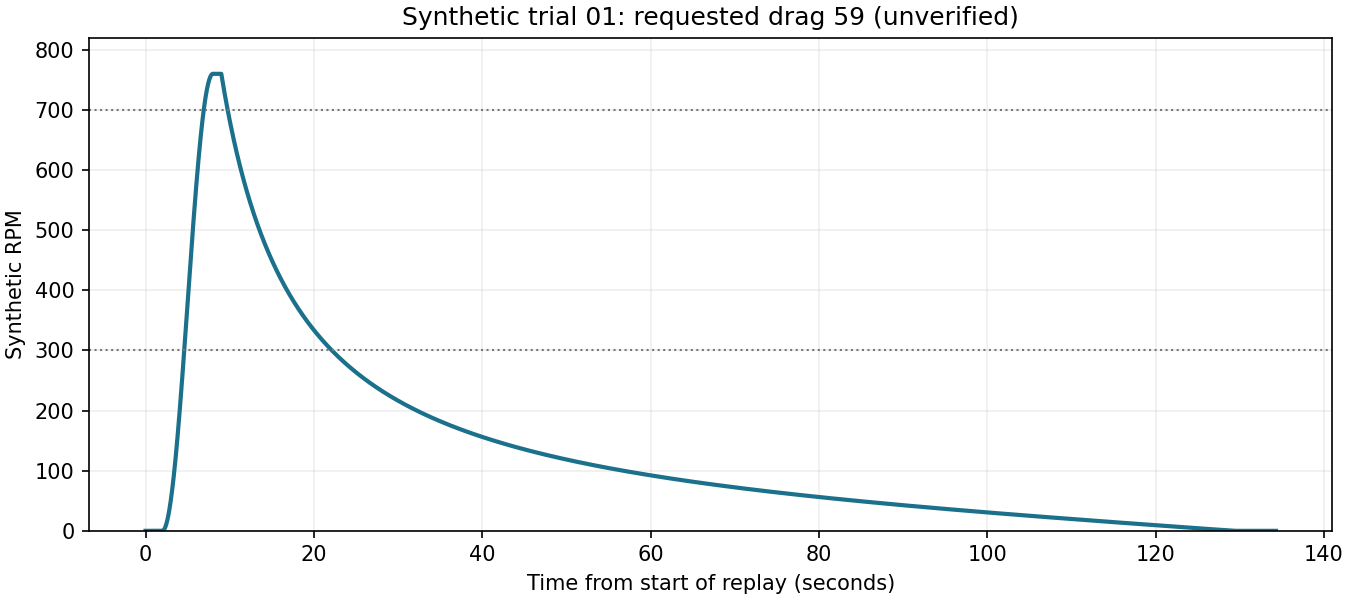 Synthetic trial 01: requested drag 59 (unverified)
800
700
600
500
400
300
200
100
0
Synthetic RPM
0 20 40 60 80 100 120 140
Time from start of replay (seconds)